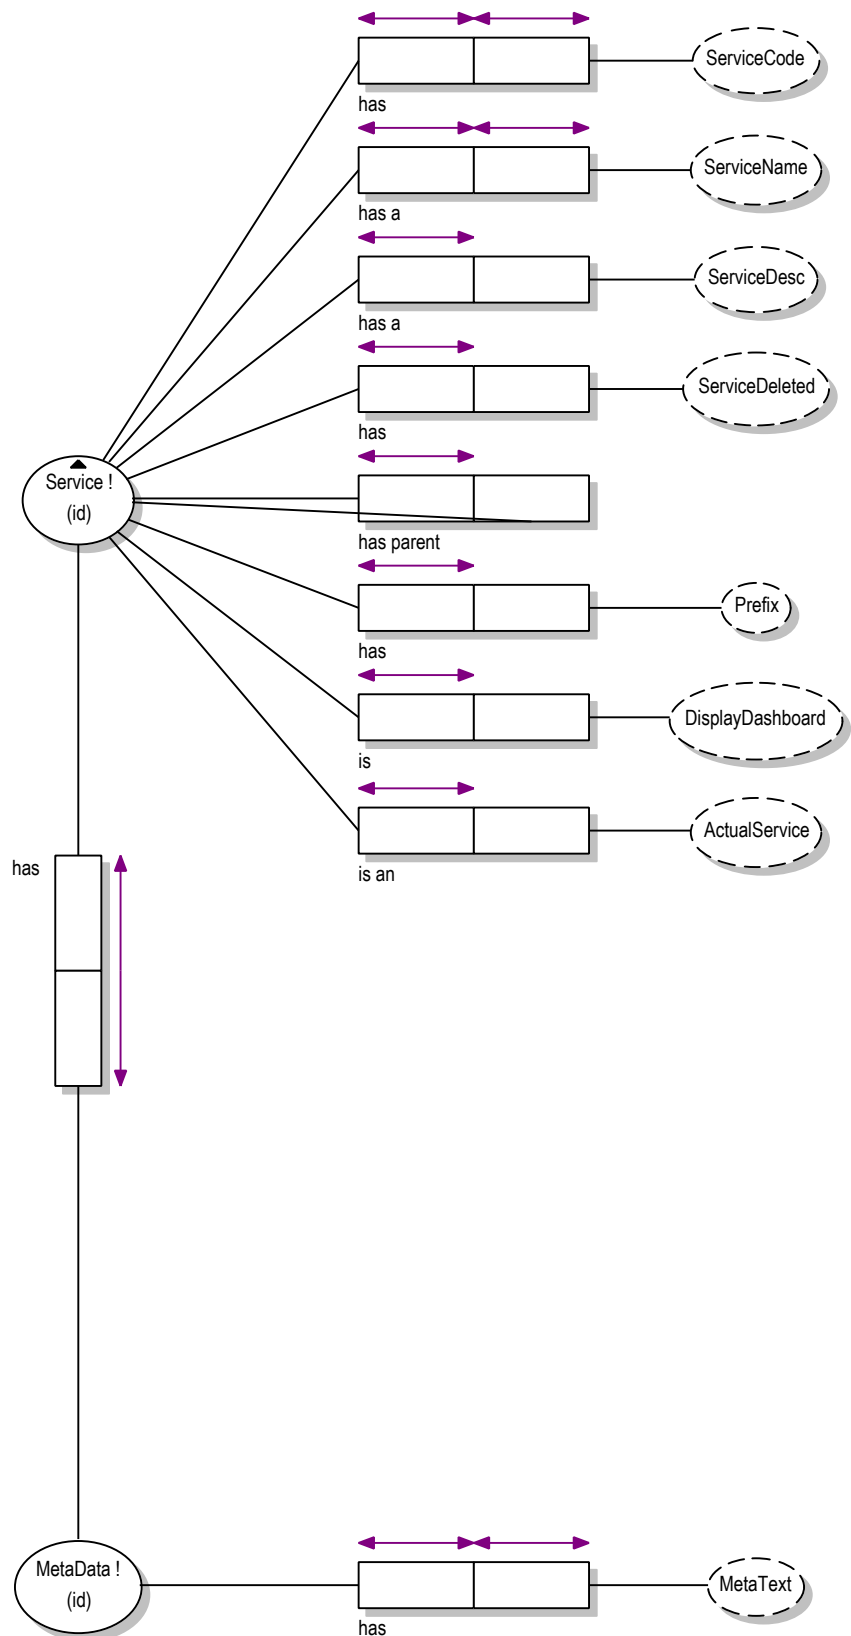 ServiceCode
has
ServiceName
has a
ServiceDesc
has a
ServiceDeleted
has
Service !
(id)
has parent
Prefix
has
DisplayDashboard
is
ActualService
is an
has
MetaData !
(id)
MetaText
has